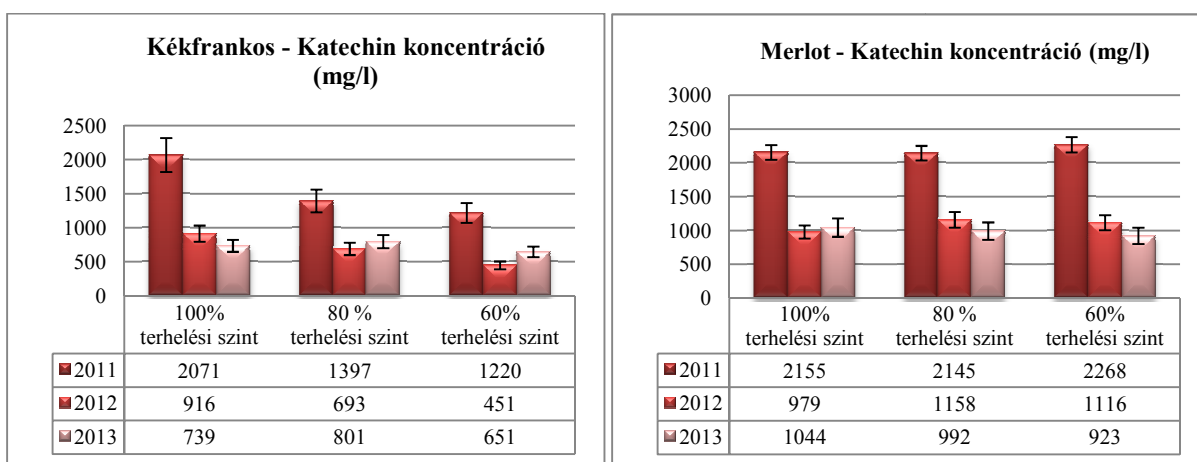 Kékfrankos - Katechin koncentráció
(mg/l)
2500
2000
1500
1000
500
0
100% 80 % 60%
terhelési szint terhelési szint terhelési szint
2011 2071 1397 1220
2012 916 693 451
2013 739 801 651
Merlot - Katechin koncentráció (mg/l)
3000
2500
2000
1500
1000
500
0
100% 80 % 60%
terhelési szint terhelési szint terhelési szint
2011 2155 2145 2268
2012 979 1158 1116
2013 1044 992 923